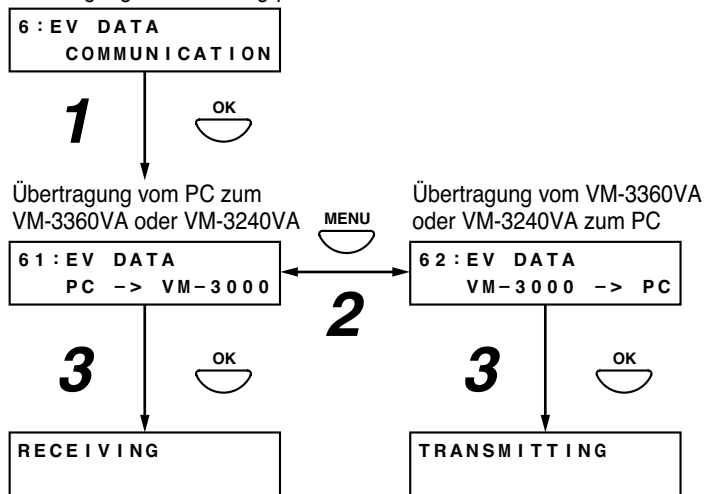 6:EV DATA
COMMUNICATION
1
OK
Übertragung vom PC zum
VM-3360VA oder VM-3240VA
MENU
Übertragung vom VM-3360VA
oder VM-3240VA zum PC
61:EV DATA
PC -> VM-3000
2
62:EV DATA
VM-3000 -> PC
3
OK
3
OK
RECEIVING
TRANSMITTING